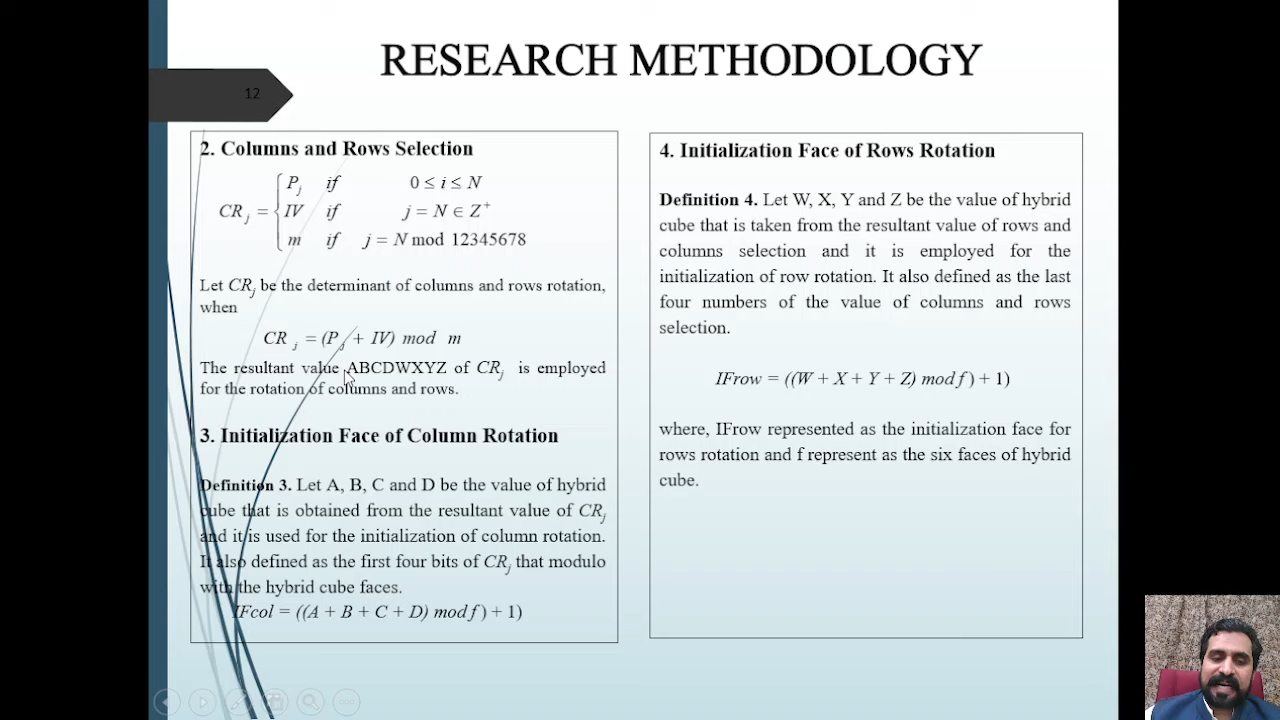 RESEARCH METHODOLOGY
12
2. Columns and Rows Selection
P_j if 0 ≤ i ≤ N
CR_j = { IV if j = N ∈ Z^+
m if j = N mod 12345678
Let CR_j be the determinant of columns and rows rotation,
when
CR_j = (P_j + IV) mod m
The resultant value ABCDWXYZ of CR_j is employed
for the rotation of columns and rows.
3. Initialization Face of Column Rotation
Definition 3. Let A, B, C and D be the value of hybrid
cube that is obtained from the resultant value of CR_j
and it is used for the initialization of column rotation.
It also defined as the first four bits of CR_j that modulo
with the hybrid cube faces.
IFcol = ((A + B + C + D) mod f) + 1)
4. Initialization Face of Rows Rotation
Definition 4. Let W, X, Y and Z be the value of hybrid
cube that is taken from the resultant value of rows and
columns selection and it is employed for the
initialization of row rotation. It also defined as the last
four numbers of the value of columns and rows
selection.
IFrow = ((W + X + Y + Z) mod f) + 1)
where, IFrow represented as the initialization face for
rows rotation and f represent as the six faces of hybrid
cube.